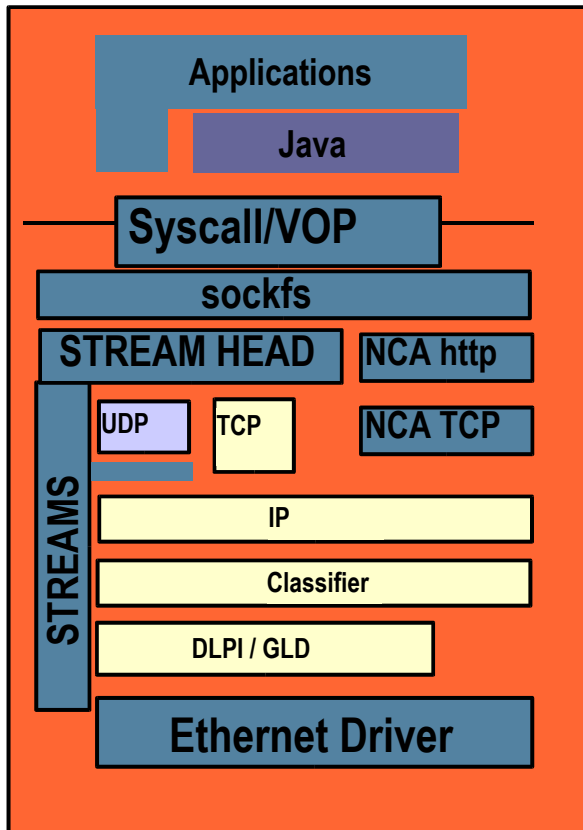 Applications
Java
Syscall/VOP
sockfs
STREAM HEAD
NCA http
UDP
TCP
NCA TCP
STREAMS
IP
Classifier
DLPI / GLD
Ethernet Driver